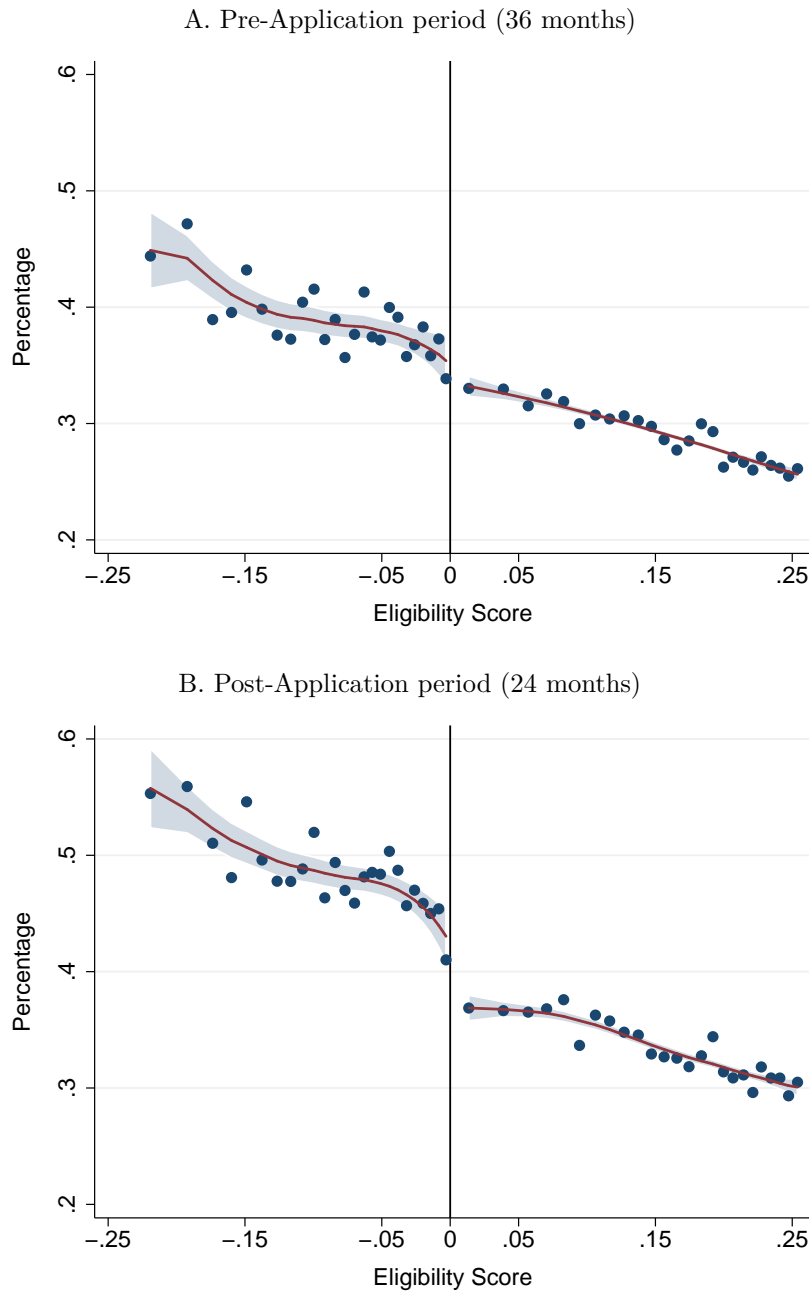 A. Pre-Application period (36 months)
.6
.5
.4
.3
.2
Percentage
−.25 −.15 −.05 0 .05 .15 .25
Eligibility Score
B. Post-Application period (24 months)
.6
.5
.4
.3
.2
Percentage
−.25 −.15 −.05 0 .05 .15 .25
Eligibility Score